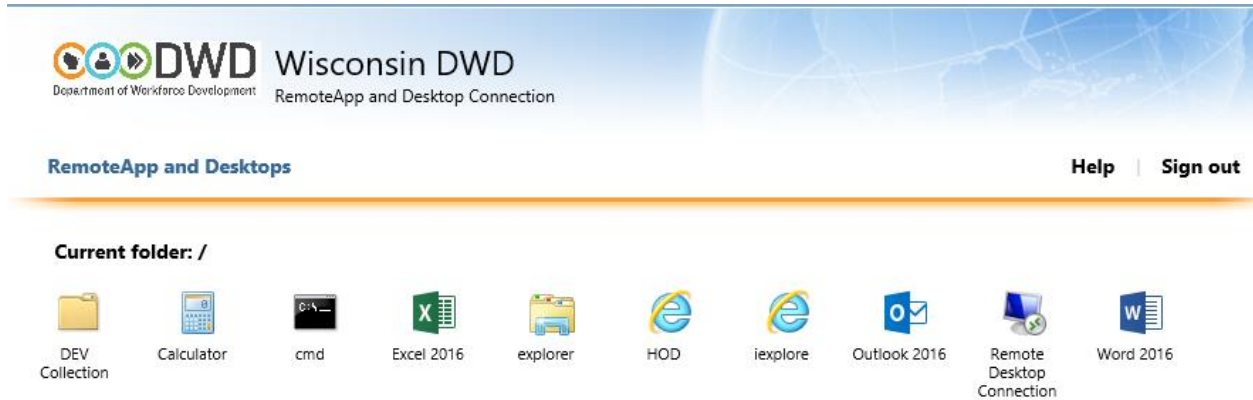 DWD
Department of Workforce Development
Wisconsin DWD
RemoteApp and Desktop Connection
RemoteApp and Desktops
Help | Sign out
Current folder: /
DEV Collection
Calculator
cmd
Excel 2016
explorer
HOD
iexplore
Outlook 2016
Remote Desktop Connection
Word 2016